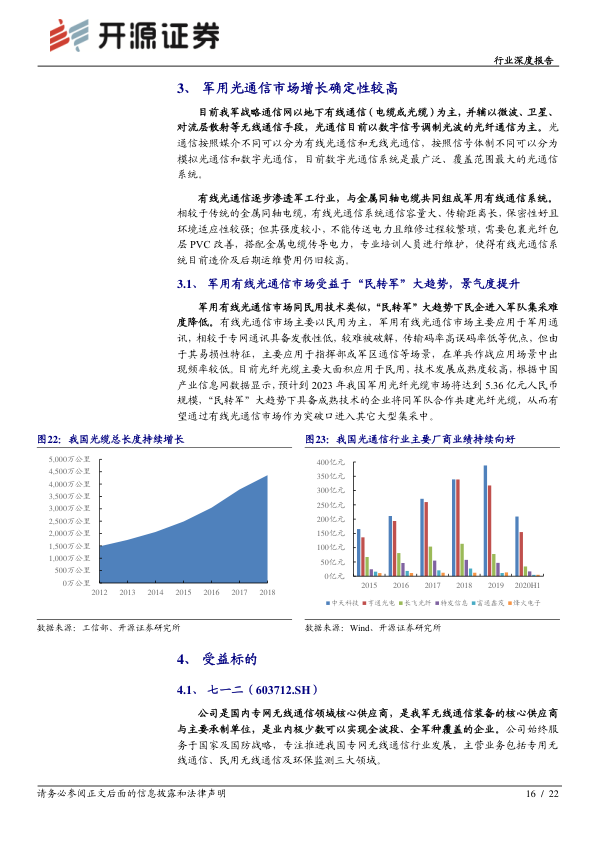 开源证券
行业深度报告
3、 军用光通信市场增长确定性较高
目前我军战略通信网以地下有线通信（电缆或光缆）为主，并辅以微波、卫星、
对流层散射等无线通信手段，光通信目前以数字信号调制光波的光纤通信为主。光
通信按照媒介不同可以分为有线光通信和无线光通信，按照信号体制不同可以分为
模拟光通信和数字光通信，目前数字光通信系统是最广泛、覆盖范围最大的光通信
系统。
有线光通信逐步渗透军工行业，与金属同轴电缆共同组成军用有线通信系统。
相较于传统的金属同轴电缆，有线光通信系统通信容量大、传输距离长，保密性好且
环境适应性较强；但其强度较小，不能传送电力且维修过程较繁琐，需要包裹光纤包
层 PVC 改善，搭配金属电缆传导电力，专业培训人员进行维护，使得有线光通信系
统目前造价及后期运维费用仍旧较高。
3.1、 军用有线光通信市场受益于“民转军”大趋势，景气度提升
军用有线光通信市场同民用技术类似，“民转军”大趋势下民企进入军队集采难
度降低。有线光通信市场主要以民用为主，军用有线光通信市场主要应用于军用通
讯，相较于专网通讯具备发散性低，较难被破解，传输码率高误码率低等优点，但由
于其易损性特征，主要应用于指挥部或军区通信等场景，在单兵作战应用场景中出
现频率较低。目前光纤光缆主要大面积应用于民用，技术发展成熟度较高，根据中国
产业信息网数据显示，预计到 2023 年我国军用光纤光缆市场将达到 5.36 亿元人民币
规模，“民转军”大趋势下具备成熟技术的企业将同军队合作共建光纤光缆，从而有
望通过有线光通信市场作为突破口进入其它大型集采中。
图22：我国光缆总长度持续增长
5,000万公里
4,500万公里
4,000万公里
3,500万公里
3,000万公里
2,500万公里
2,000万公里
1,500万公里
1,000万公里
500万公里
0万公里
2012 2013 2014 2015 2016 2017 2018
数据来源：工信部、开源证券研究所
图23：我国光通信行业主要厂商业绩持续向好
400亿元
350亿元
300亿元
250亿元
200亿元
150亿元
100亿元
50亿元
0亿元
2015 2016 2017 2018 2019 2020H1
中天科技 亨通光电 长飞光纤 特发信息 富通鑫茂 烽火电子
数据来源：Wind、开源证券研究所
4、 受益标的
4.1、 七一二（603712.SH）
公司是国内专网无线通信领域核心供应商，是我军无线通信装备的核心供应商
与主要承制单位，是业内极少数可以实现全波段、全军种覆盖的企业。公司始终服
务于国家及国防战略，专注推进我国专网无线通信行业发展，主营业务包括专用无
线通信、民用无线通信及环保监测三大领域。
请务必参阅正文后面的信息披露和法律声明
16 / 22